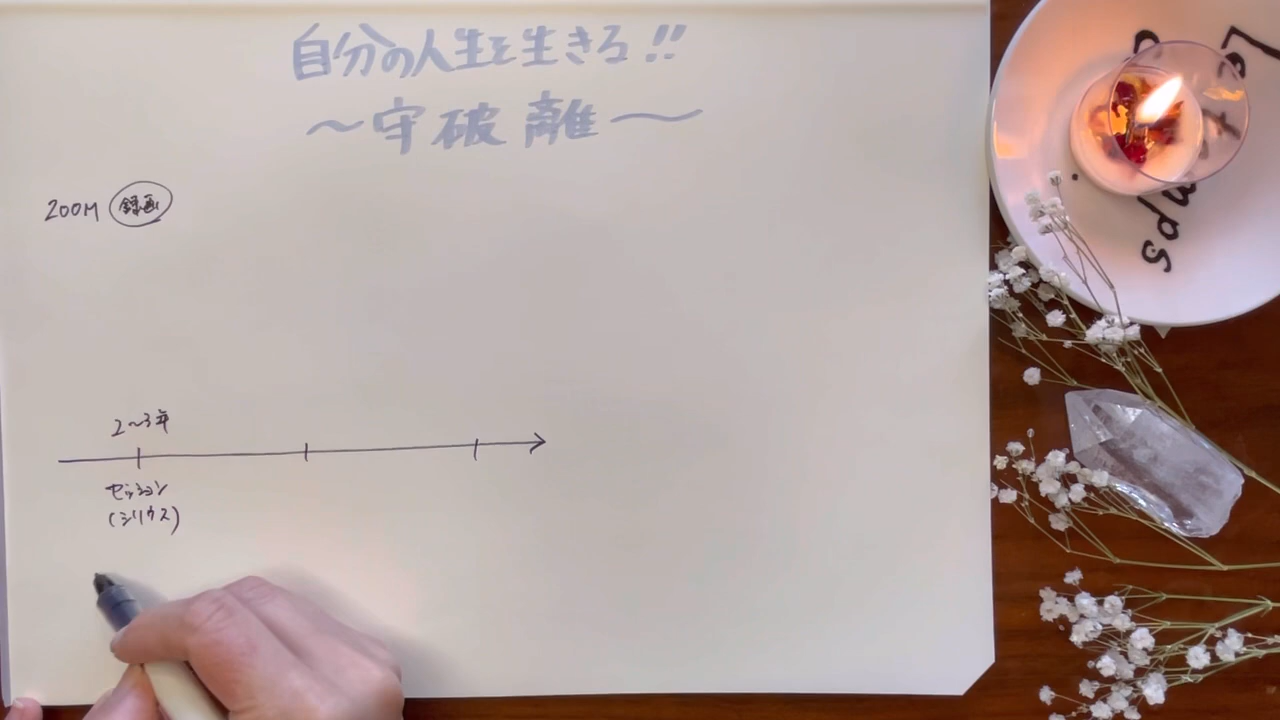 自分の人生を生きる!!
〜守破離〜
ZOOM 録画
2〜3年
セッション
(シリウス)